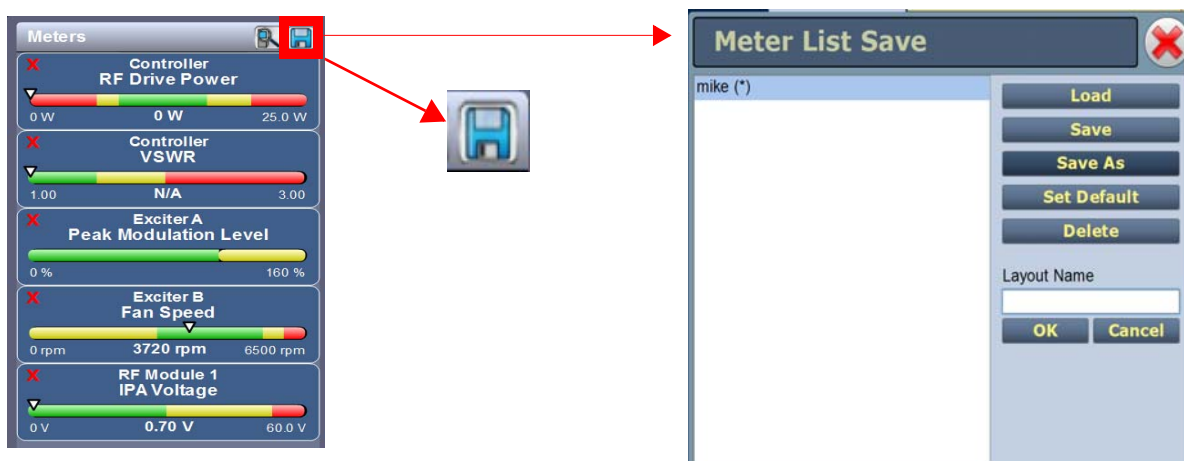 Meters
X Controller
RF Drive Power
0 W 0 W 25.0 W
X Controller
VSWR
1.00 N/A 3.00
X Exciter A
Peak Modulation Level
0 % 160 %
X Exciter B
Fan Speed
0 rpm 3720 rpm 6500 rpm
X RF Module 1
IPA Voltage
0 V 0.70 V 60.0 V
Meter List Save
mike (*)
Load
Save
Save As
Set Default
Delete
Layout Name
OK Cancel